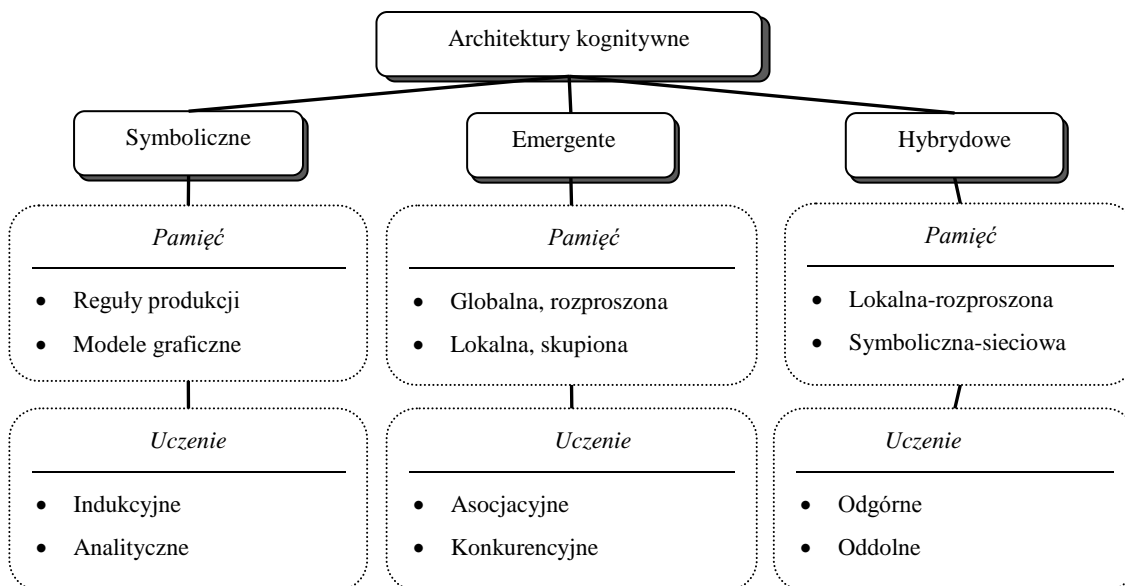 Architektury kognitywne
Symboliczne
Emergente
Hybrydowe
Pamięć
• Reguły produkcji
• Modele graficzne
Pamięć
• Globalna, rozproszona
• Lokalna, skupiona
Pamięć
• Lokalna-rozproszona
• Symboliczna-sieciowa
Uczenie
• Indukcyjne
• Analityczne
Uczenie
• Asocjacyjne
• Konkurencyjne
Uczenie
• Odgórne
• Oddolne